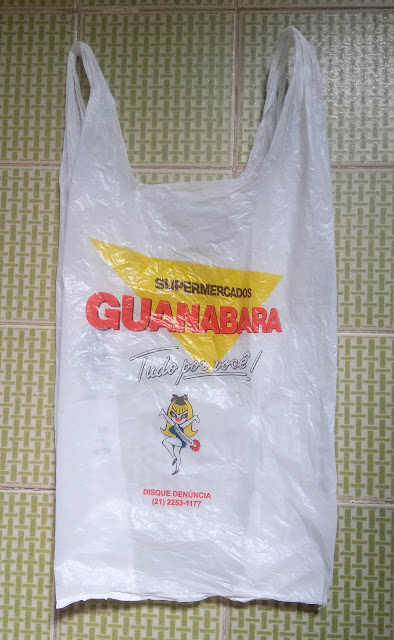 SUPERMERCADOS
GUANABARA
Tudo por você!
DISQUE DENÚNCIA
(21) 2253-1177